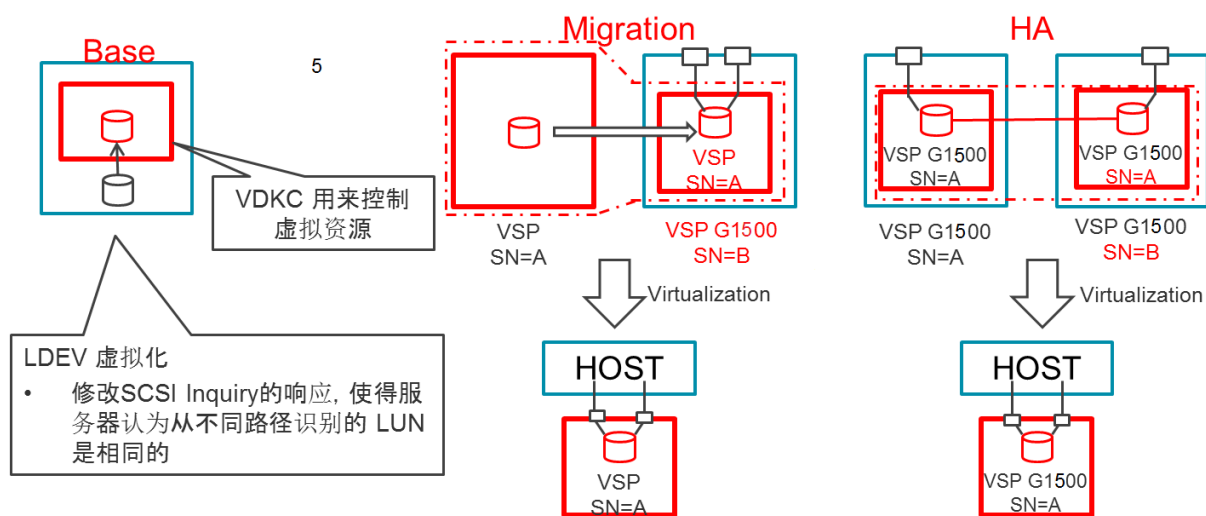 Base
5
VDKC 用来控制
虚拟资源
LDEV 虚拟化
• 修改SCSI Inquiry的响应, 使得服
务器认为从不同路径识别的 LUN
是相同的
Migration
VSP
SN=A
VSP
SN=A
VSP G1500
SN=B
Virtualization
HOST
VSP
SN=A
HA
VSP G1500
SN=A
VSP G1500
SN=A
VSP G1500
SN=A
VSP G1500
SN=B
Virtualization
HOST
VSP G1500
SN=A